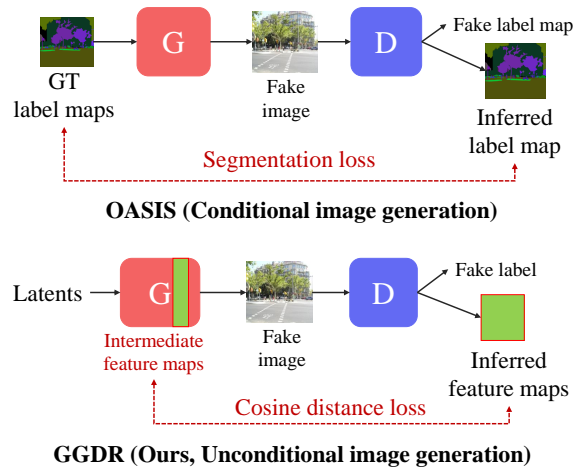 G
D
Fake label map
GT
label maps
Fake
image
Inferred
label map
Segmentation loss
OASIS (Conditional image generation)
Latents
G
D
Fake label
Intermediate
feature maps
Fake
image
Inferred
feature maps
Cosine distance loss
GGDR (Ours, Unconditional image generation)